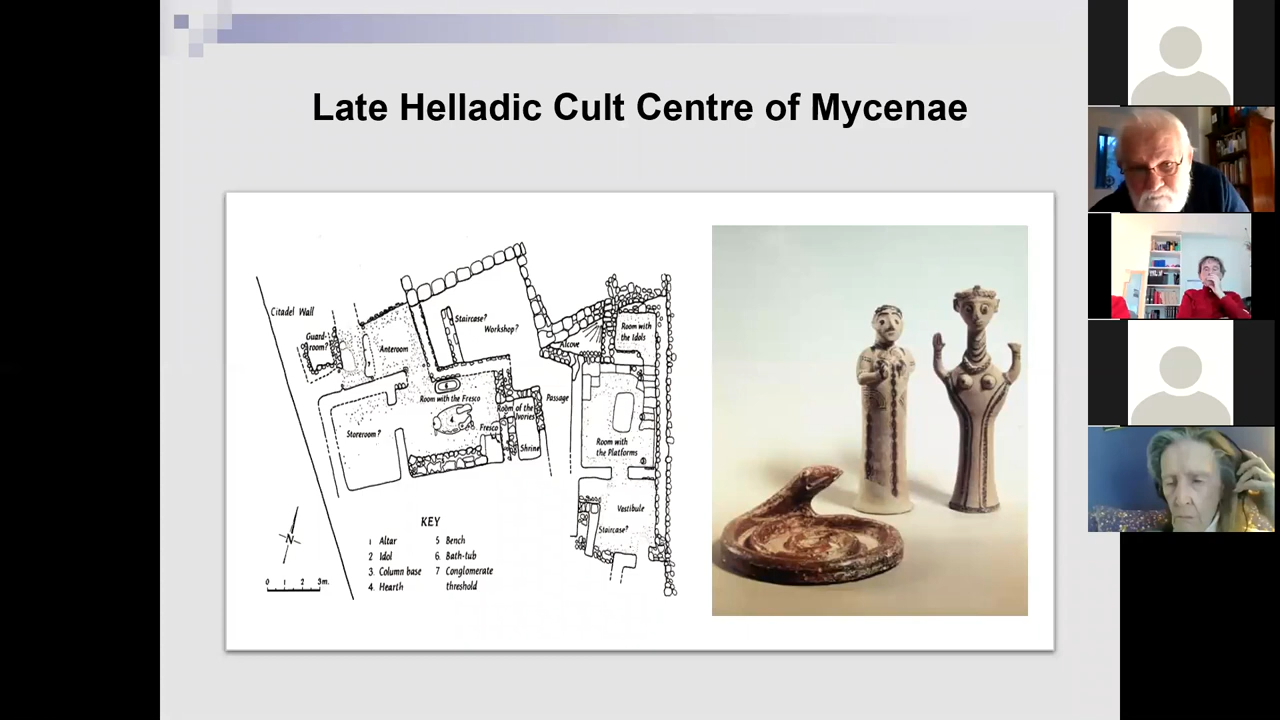 Late Helladic Cult Centre of Mycenae
Citadel Wall
Guard-
room?
Anteroom
Staircase?
Workshop?
Alcove
Room with
the Idols
Room with the Fresco
Storeroom?
Fresco
Room of the
Ivories
Shrine
Passage
Room with
the Platforms
Vestibule
Staircase?
N
0 1 2 3m.
KEY
1 Altar
2 Idol
3. Column base
4. Hearth
5 Bench
6. Bath-tub
7 Conglomerate
threshold